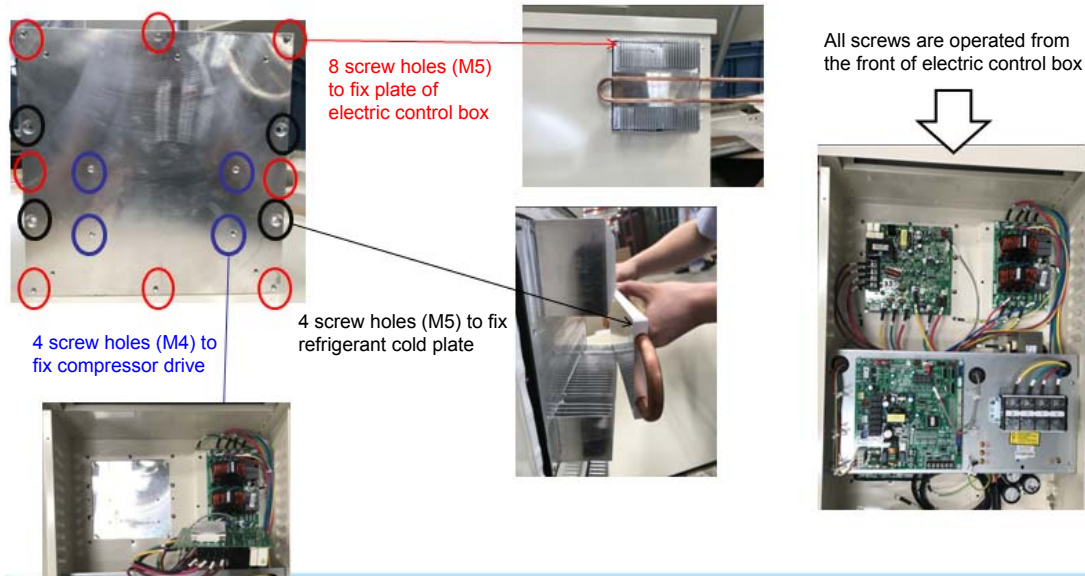 8 screw holes (M5)
to fix plate of
electric control box
All screws are operated from
the front of electric control box
4 screw holes (M5) to fix
refrigerant cold plate
4 screw holes (M4) to
fix compressor drive